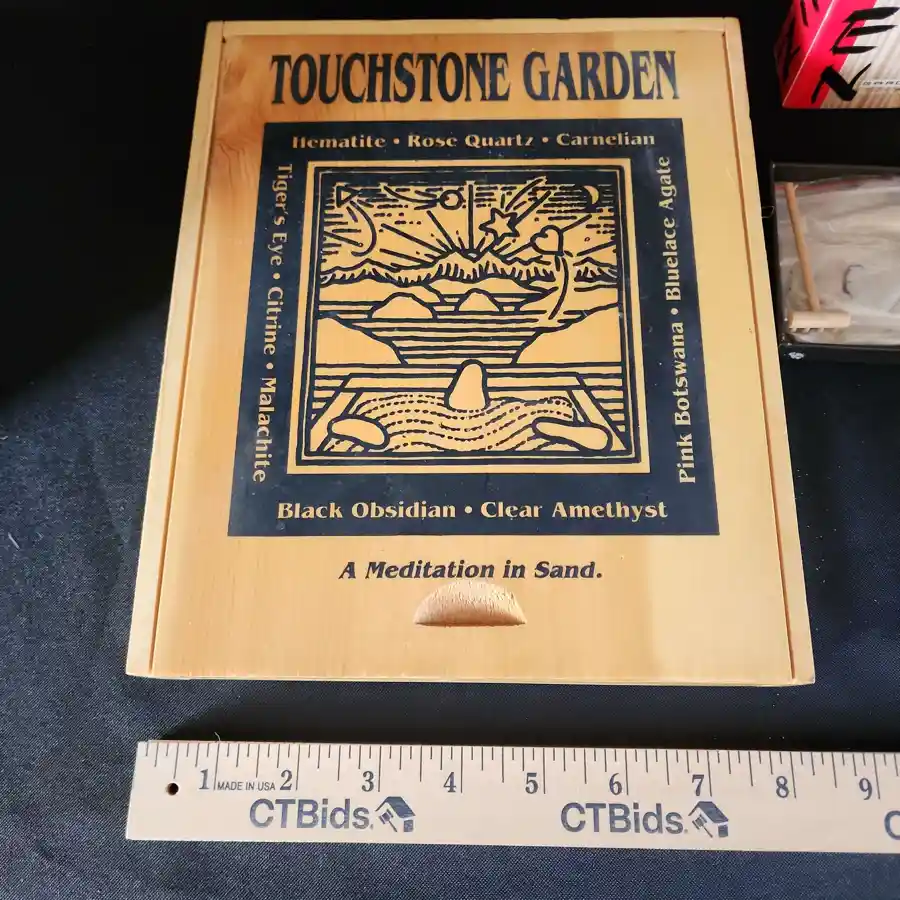 TOUCHSTONE GARDEN
Hematite • Rose Quartz • Carnelian
Tiger's Eye • Citrine • Malachite
Pink Botswana • Bluelace Agate
Black Obsidian • Clear Amethyst
A Meditation in Sand.
EN
1 MADE IN USA 2 3 4 5 6 7 8 9
CTBids. CTBids. C